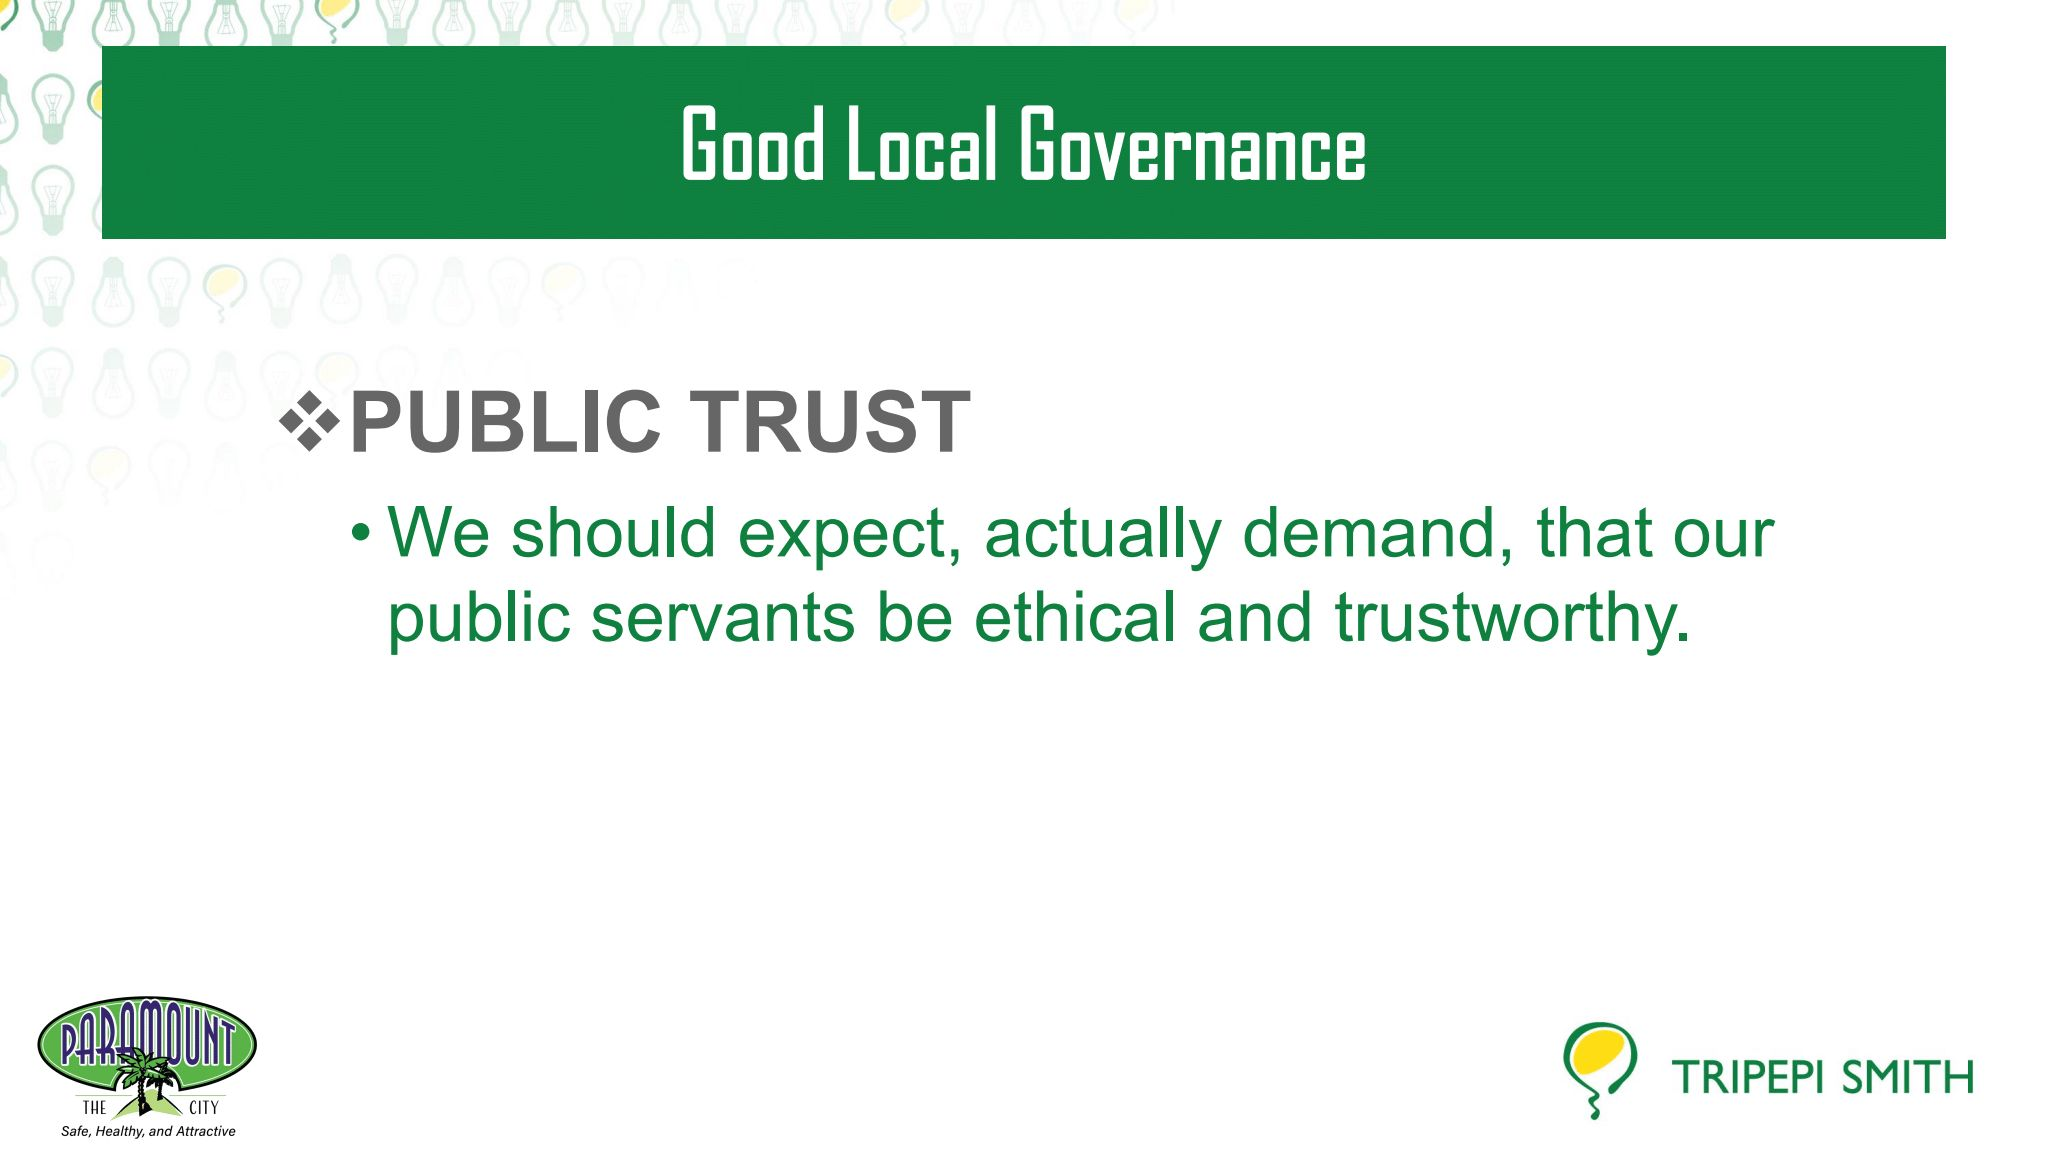 Good Local Governance
❖PUBLIC TRUST
• We should expect, actually demand, that our
public servants be ethical and trustworthy.
PARAMOUNT
THE CITY
Safe, Healthy, and Attractive
TRIPEPI SMITH